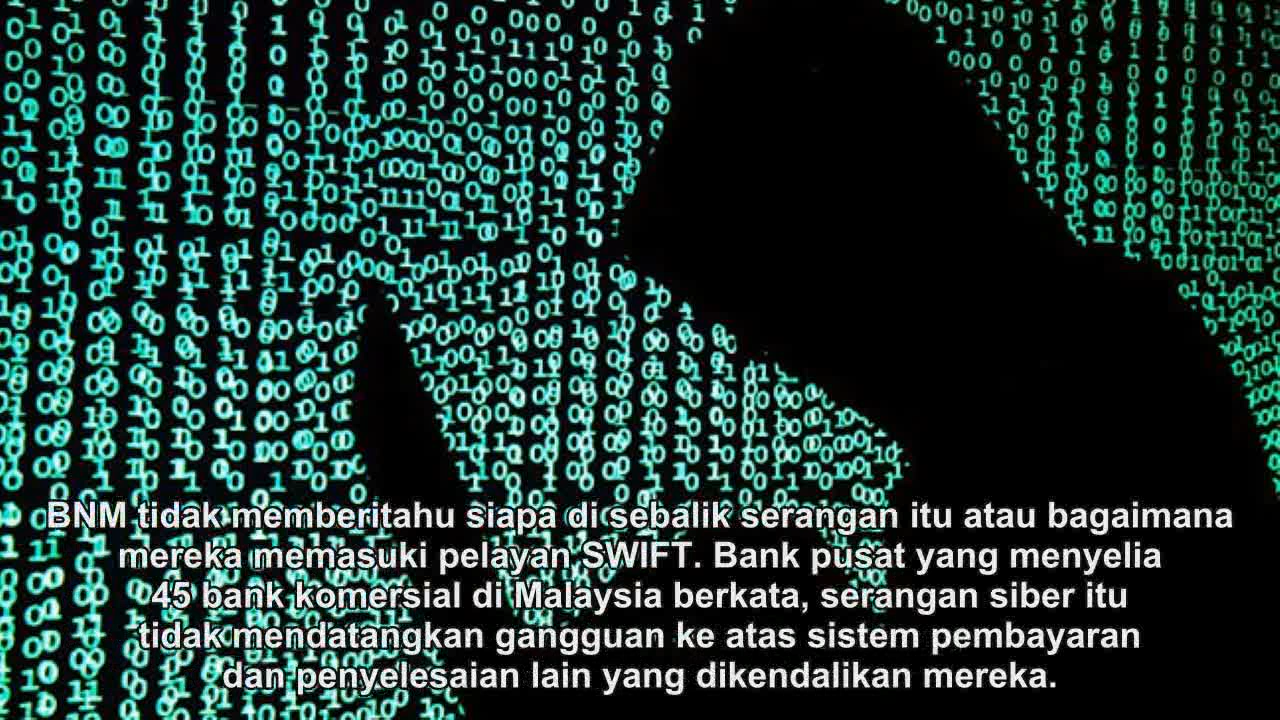 BNM tidak memberitahu siapa di sebalik serangan itu atau bagaimana
mereka memasuki pelayan SWIFT. Bank pusat yang menyelia
45 bank komersial di Malaysia berkata, serangan siber itu
tidak mendatangkan gangguan ke atas sistem pembayaran
dan penyelesaian lain yang dikendalikan mereka.